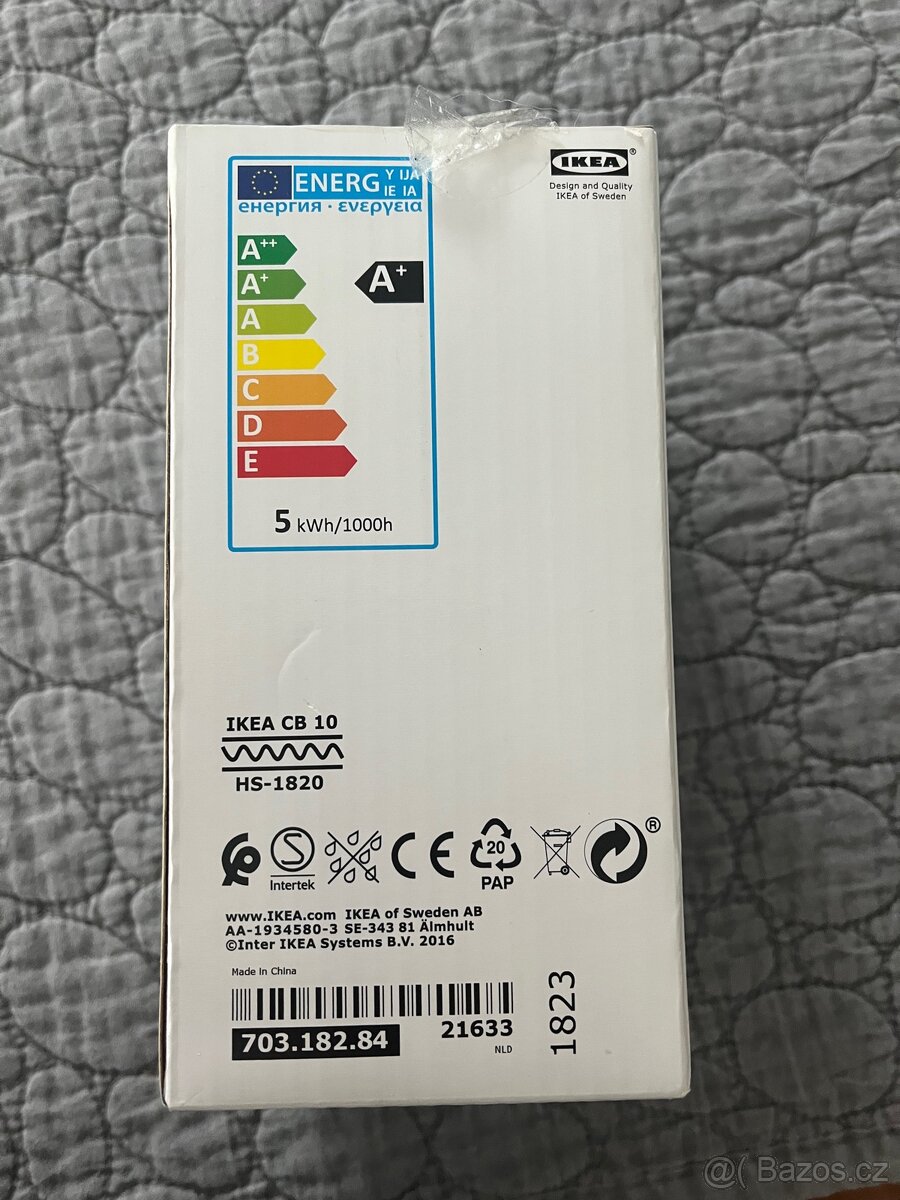 ENERG Y IJA
IE IA
енергия · ενεργεια
IKEA ®
Design and Quality
IKEA of Sweden
A++
A+
A+
A
B
C
D
E
5 kWh/1000h
IKEA CB 10
HS-1820
S
Intertek
CE
20
PAP
®
www.IKEA.com IKEA of Sweden AB
AA-1934580-3 SE-343 81 Älmhult
©Inter IKEA Systems B.V. 2016
Made in China
703.182.84
21633
NLD
1823
@( Bazos.cz